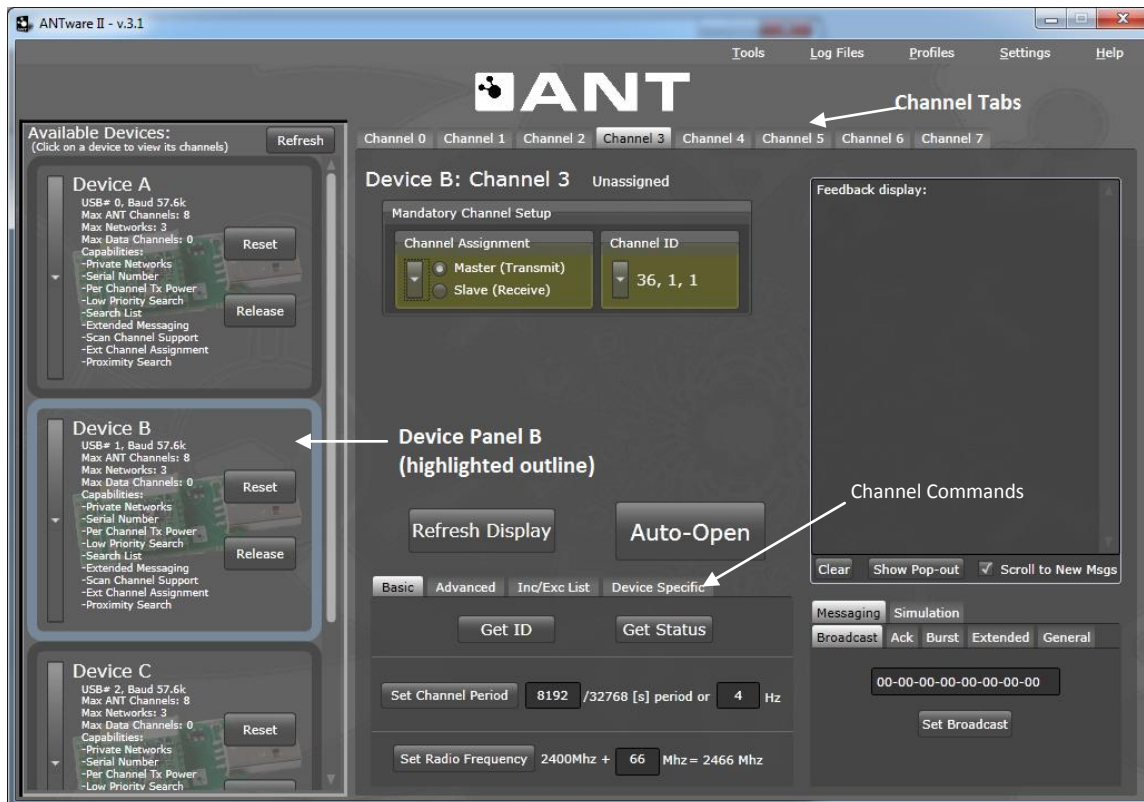 ANTware II - v.3.1
Tools Log Files Profiles Settings Help
ANT
Channel Tabs
Available Devices:
(Click on a device to view its channels)
Refresh
Device A
USB# 0, Baud 57.6k
Max ANT Channels: 8
Max Networks: 3
Max Data Channels: 0
Capabilities:
-Private Networks
-Serial Number
-Per Channel Tx Power
-Low Priority Search
-Search List
-Extended Messaging
-Scan Channel Support
-Ext Channel Assignment
-Proximity Search
Reset
Release
Device B
USB# 1, Baud 57.6k
Max ANT Channels: 8
Max Networks: 3
Max Data Channels: 0
Capabilities:
-Private Networks
-Serial Number
-Per Channel Tx Power
-Low Priority Search
-Search List
-Extended Messaging
-Scan Channel Support
-Ext Channel Assignment
-Proximity Search
Reset
Release
Device C
USB# 2, Baud 57.6k
Max ANT Channels: 8
Max Networks: 3
Max Data Channels: 0
Capabilities:
-Private Networks
-Serial Number
-Per Channel Tx Power
-Low Priority Search
Reset
Channel 0 Channel 1 Channel 2 Channel 3 Channel 4 Channel 5 Channel 6 Channel 7
Device B: Channel 3 Unassigned
Mandatory Channel Setup
Channel Assignment
Master (Transmit)
Slave (Receive)
Channel ID
36, 1, 1
Device Panel B
(highlighted outline)
Channel Commands
Refresh Display
Auto-Open
Basic Advanced Inc/Exc List Device Specific
Get ID
Get Status
Set Channel Period 8192 /32768 [s] period or 4 Hz
Set Radio Frequency 2400Mhz + 66 Mhz= 2466 Mhz
Feedback display:
Clear Show Pop-out Scroll to New Msgs
Messaging Simulation
Broadcast Ack Burst Extended General
00-00-00-00-00-00-00-00
Set Broadcast